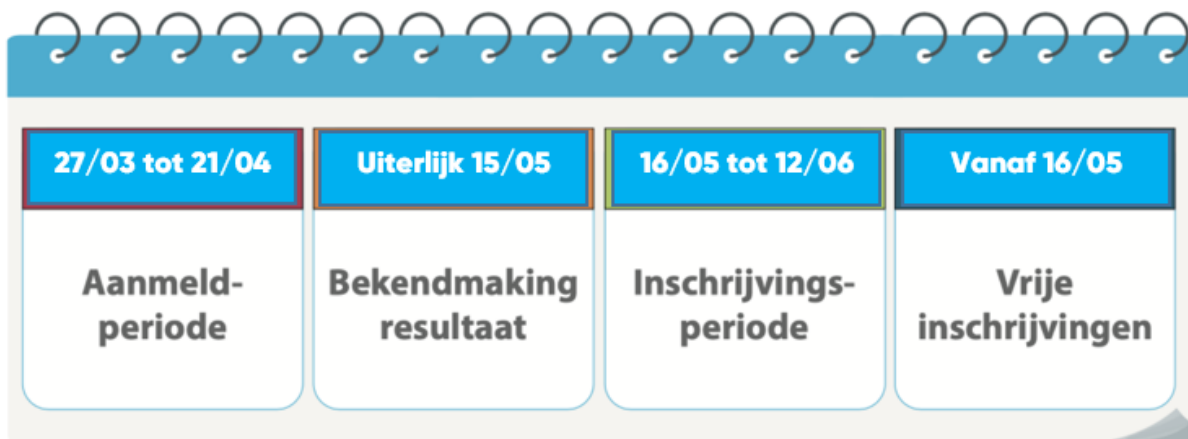 27/03 tot 21/04
Aanmeld-
periode
Uiterlijk 15/05
Bekendmaking
resultaat
16/05 tot 12/06
Inschrijvings-
periode
Vanaf 16/05
Vrije
inschrijvingen